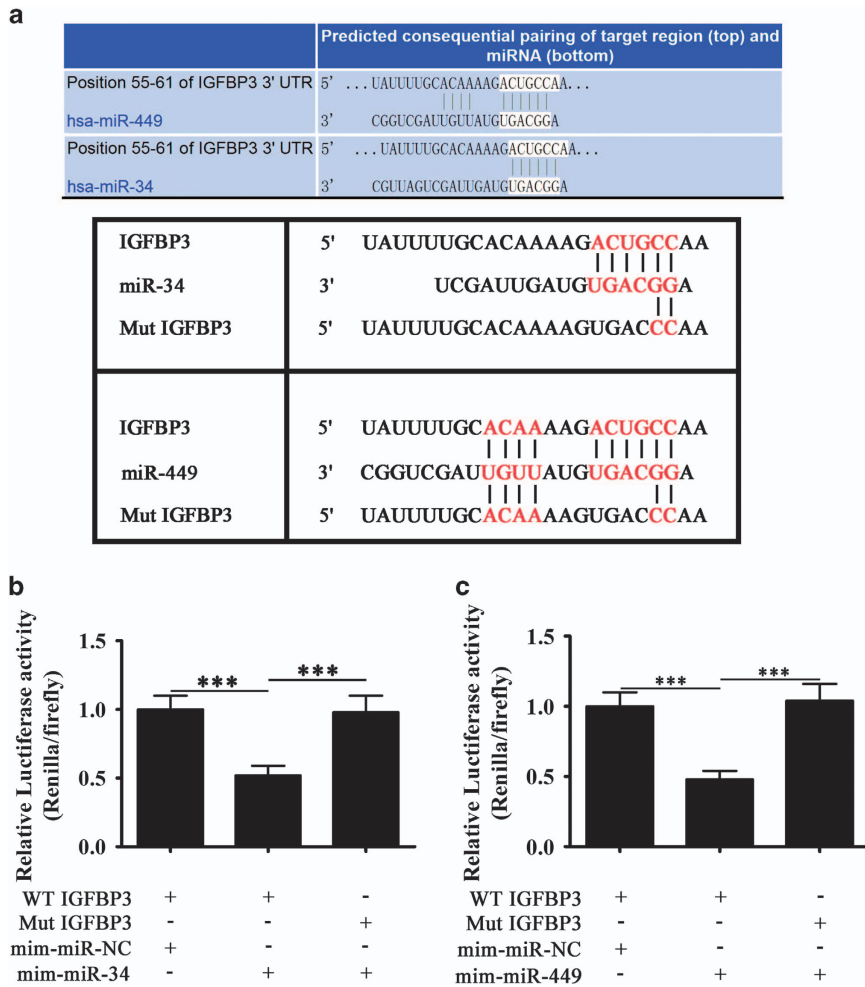 a
Predicted consequential pairing of target region (top) and
miRNA (bottom)
Position 55-61 of IGFBP3 3' UTR 5' ...UAUUUUGCACAAAAGACUGCCAA...
hsa-miR-449 3' CGGUCGAUUGUUAUGUGACGGA
Position 55-61 of IGFBP3 3' UTR 5' ...UAUUUUGCACAAAAGACUGCCAA...
hsa-miR-34 3' CGUUAGUCGAUUGAUGUGACGGA
IGFBP3 5' UAUUUUGCACAAAAGACUGCCAA
miR-34 3' UCGAUUGAUGUGACGGA
Mut IGFBP3 5' UAUUUUGCACAAAAGUGACCCAA
IGFBP3 5' UAUUUUGCACAAAAGACUGCCAA
miR-449 3' CGGUCGAUUGUUAUGUGACGGA
Mut IGFBP3 5' UAUUUUGCACAAAAGUGACCCAA
b
Relative Luctiferase activity
(Renilla/firefly)
1.5
1.0
0.5
0.0
*** ***
WT IGFBP3 + + -
Mut IGFBP3 - - +
mim-miR-NC + - -
mim-miR-34 - + +
c
Relative Luctiferase activity
(Renilla/firefly)
1.5
1.0
0.5
0.0
*** ***
WT IGFBP3 + + -
Mut IGFBP3 - - +
mim-miR-NC + - -
mim-miR-449 - + +